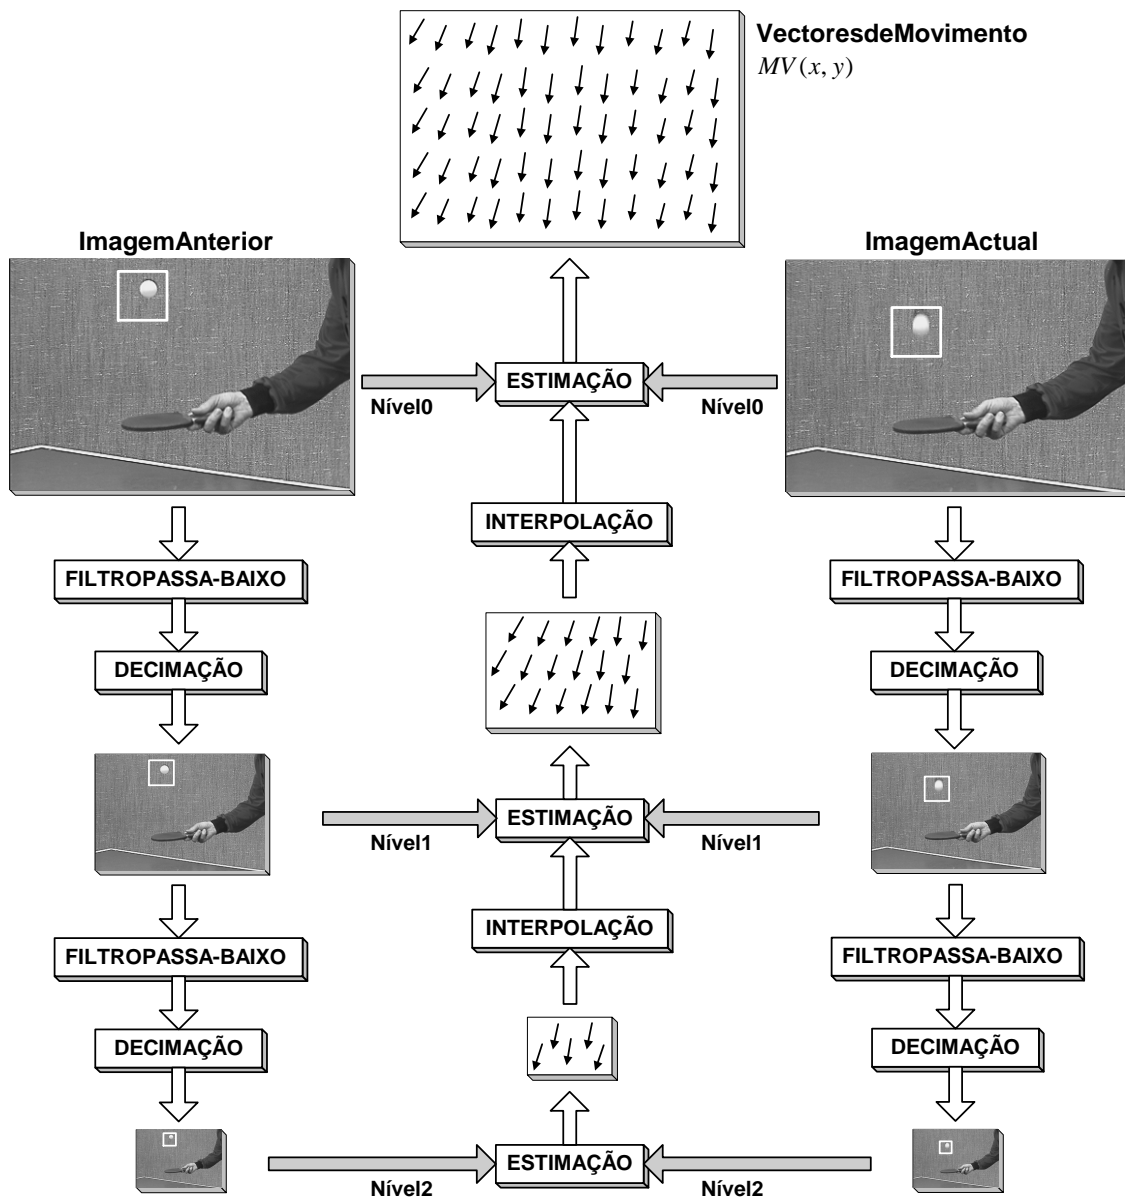 VectoresdeMovimento
MV(x, y)
ImagemAnterior
ImagemActual
ESTIMAÇÃO
Nível0
Nível0
INTERPOLAÇÃO
FILTROPASSA-BAIXO
FILTROPASSA-BAIXO
DECIMAÇÃO
DECIMAÇÃO
ESTIMAÇÃO
Nível1
Nível1
INTERPOLAÇÃO
FILTROPASSA-BAIXO
FILTROPASSA-BAIXO
DECIMAÇÃO
DECIMAÇÃO
ESTIMAÇÃO
Nível2
Nível2